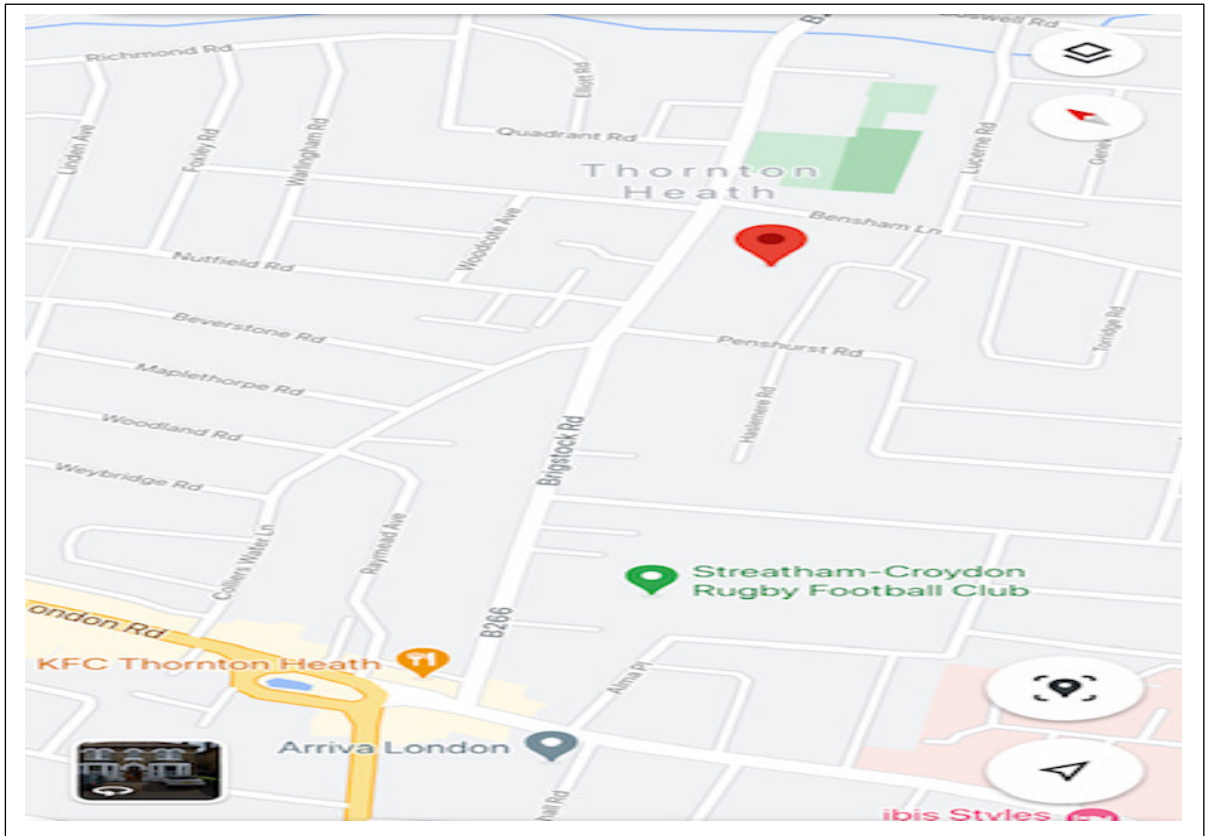 Richmond Rd
Elliott Rd
Linden Ave
Foxley Rd
Warlingham Rd
Quadrant Rd
Lucerne Rd
Thornton
Heath
Bensham Ln
Woodcote Ave
Nutfield Rd
Beverstone Rd
Penshurst Rd
Torridge Rd
Maplethorpe Rd
Haslemere Rd
Woodland Rd
Brigstock Rd
Weybridge Rd
Colliers Water Ln
Raymead Ave
Streatham-Croydon
Rugby Football Club
London Rd
B266
KFC Thornton Heath
Alma Pl
Arriva London
ibis Styles